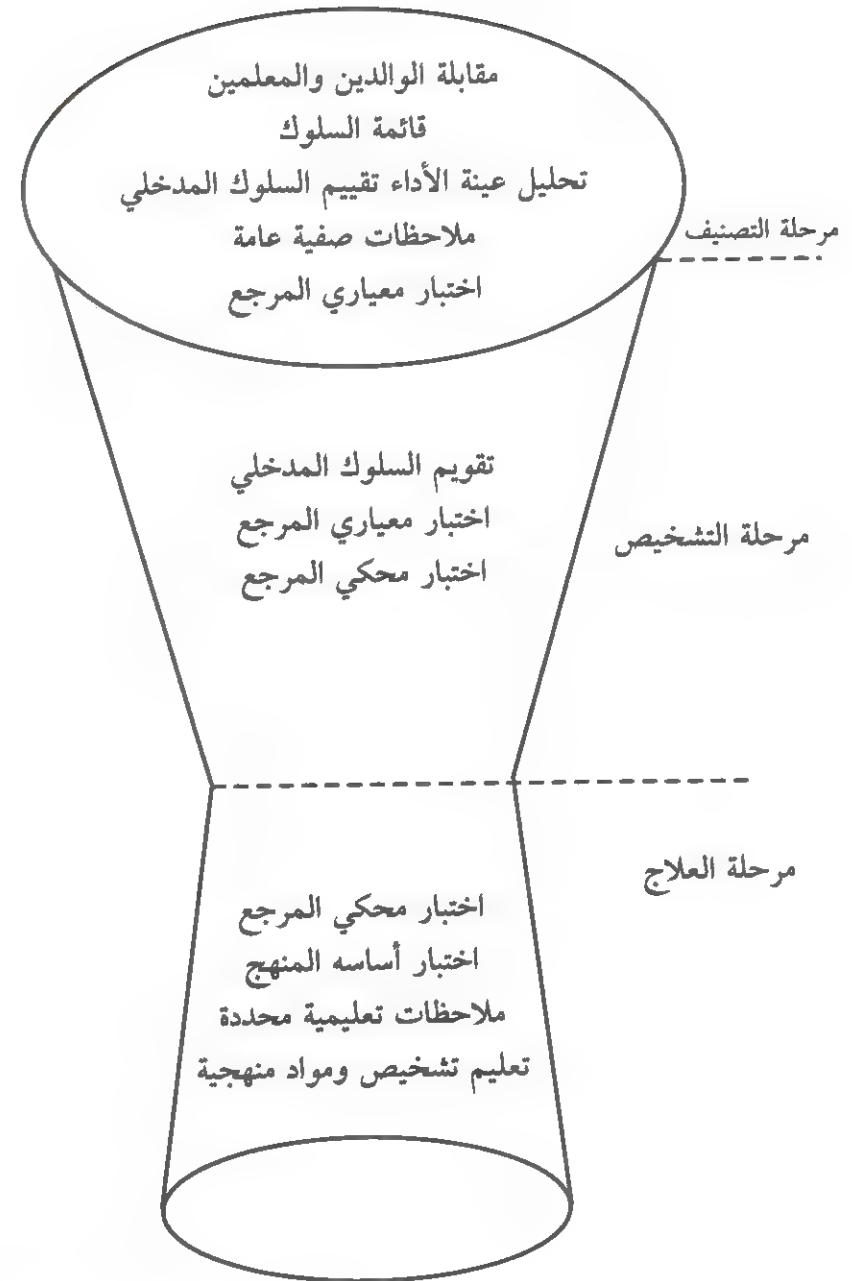 مقابلة الوالدين والمعلمين
قائمة السلوك
تحليل عينة الأداء تقييم السلوك المدخلي
ملاحظات صفية عامة
اختبار معياري المرجع
مرحلة التصنيف
تقويم السلوك المدخلي
اختبار معياري المرجع
اختبار محكي المرجع
مرحلة التشخيص
مرحلة العلاج
اختبار محكي المرجع
اختبار أساسه المنهج
ملاحظات تعليمية محددة
تعليم تشخيص ومواد منهجية